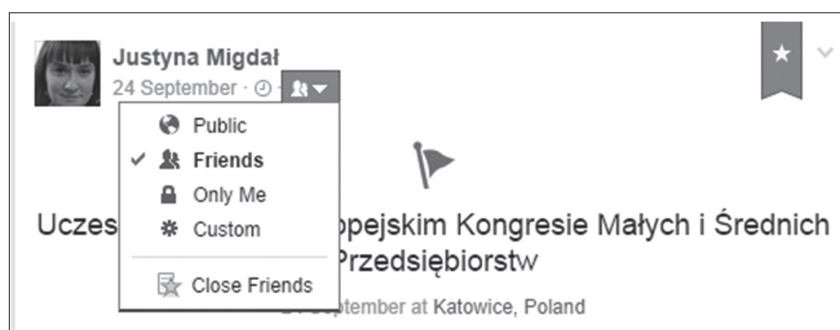 Justyna Migdał
24 September
Public
Friends
Only Me
Custom
Close Friends
Uczes opejskim Kongresie Małych i Średnich
Przedsiębiorstw
September at Katowice, Poland